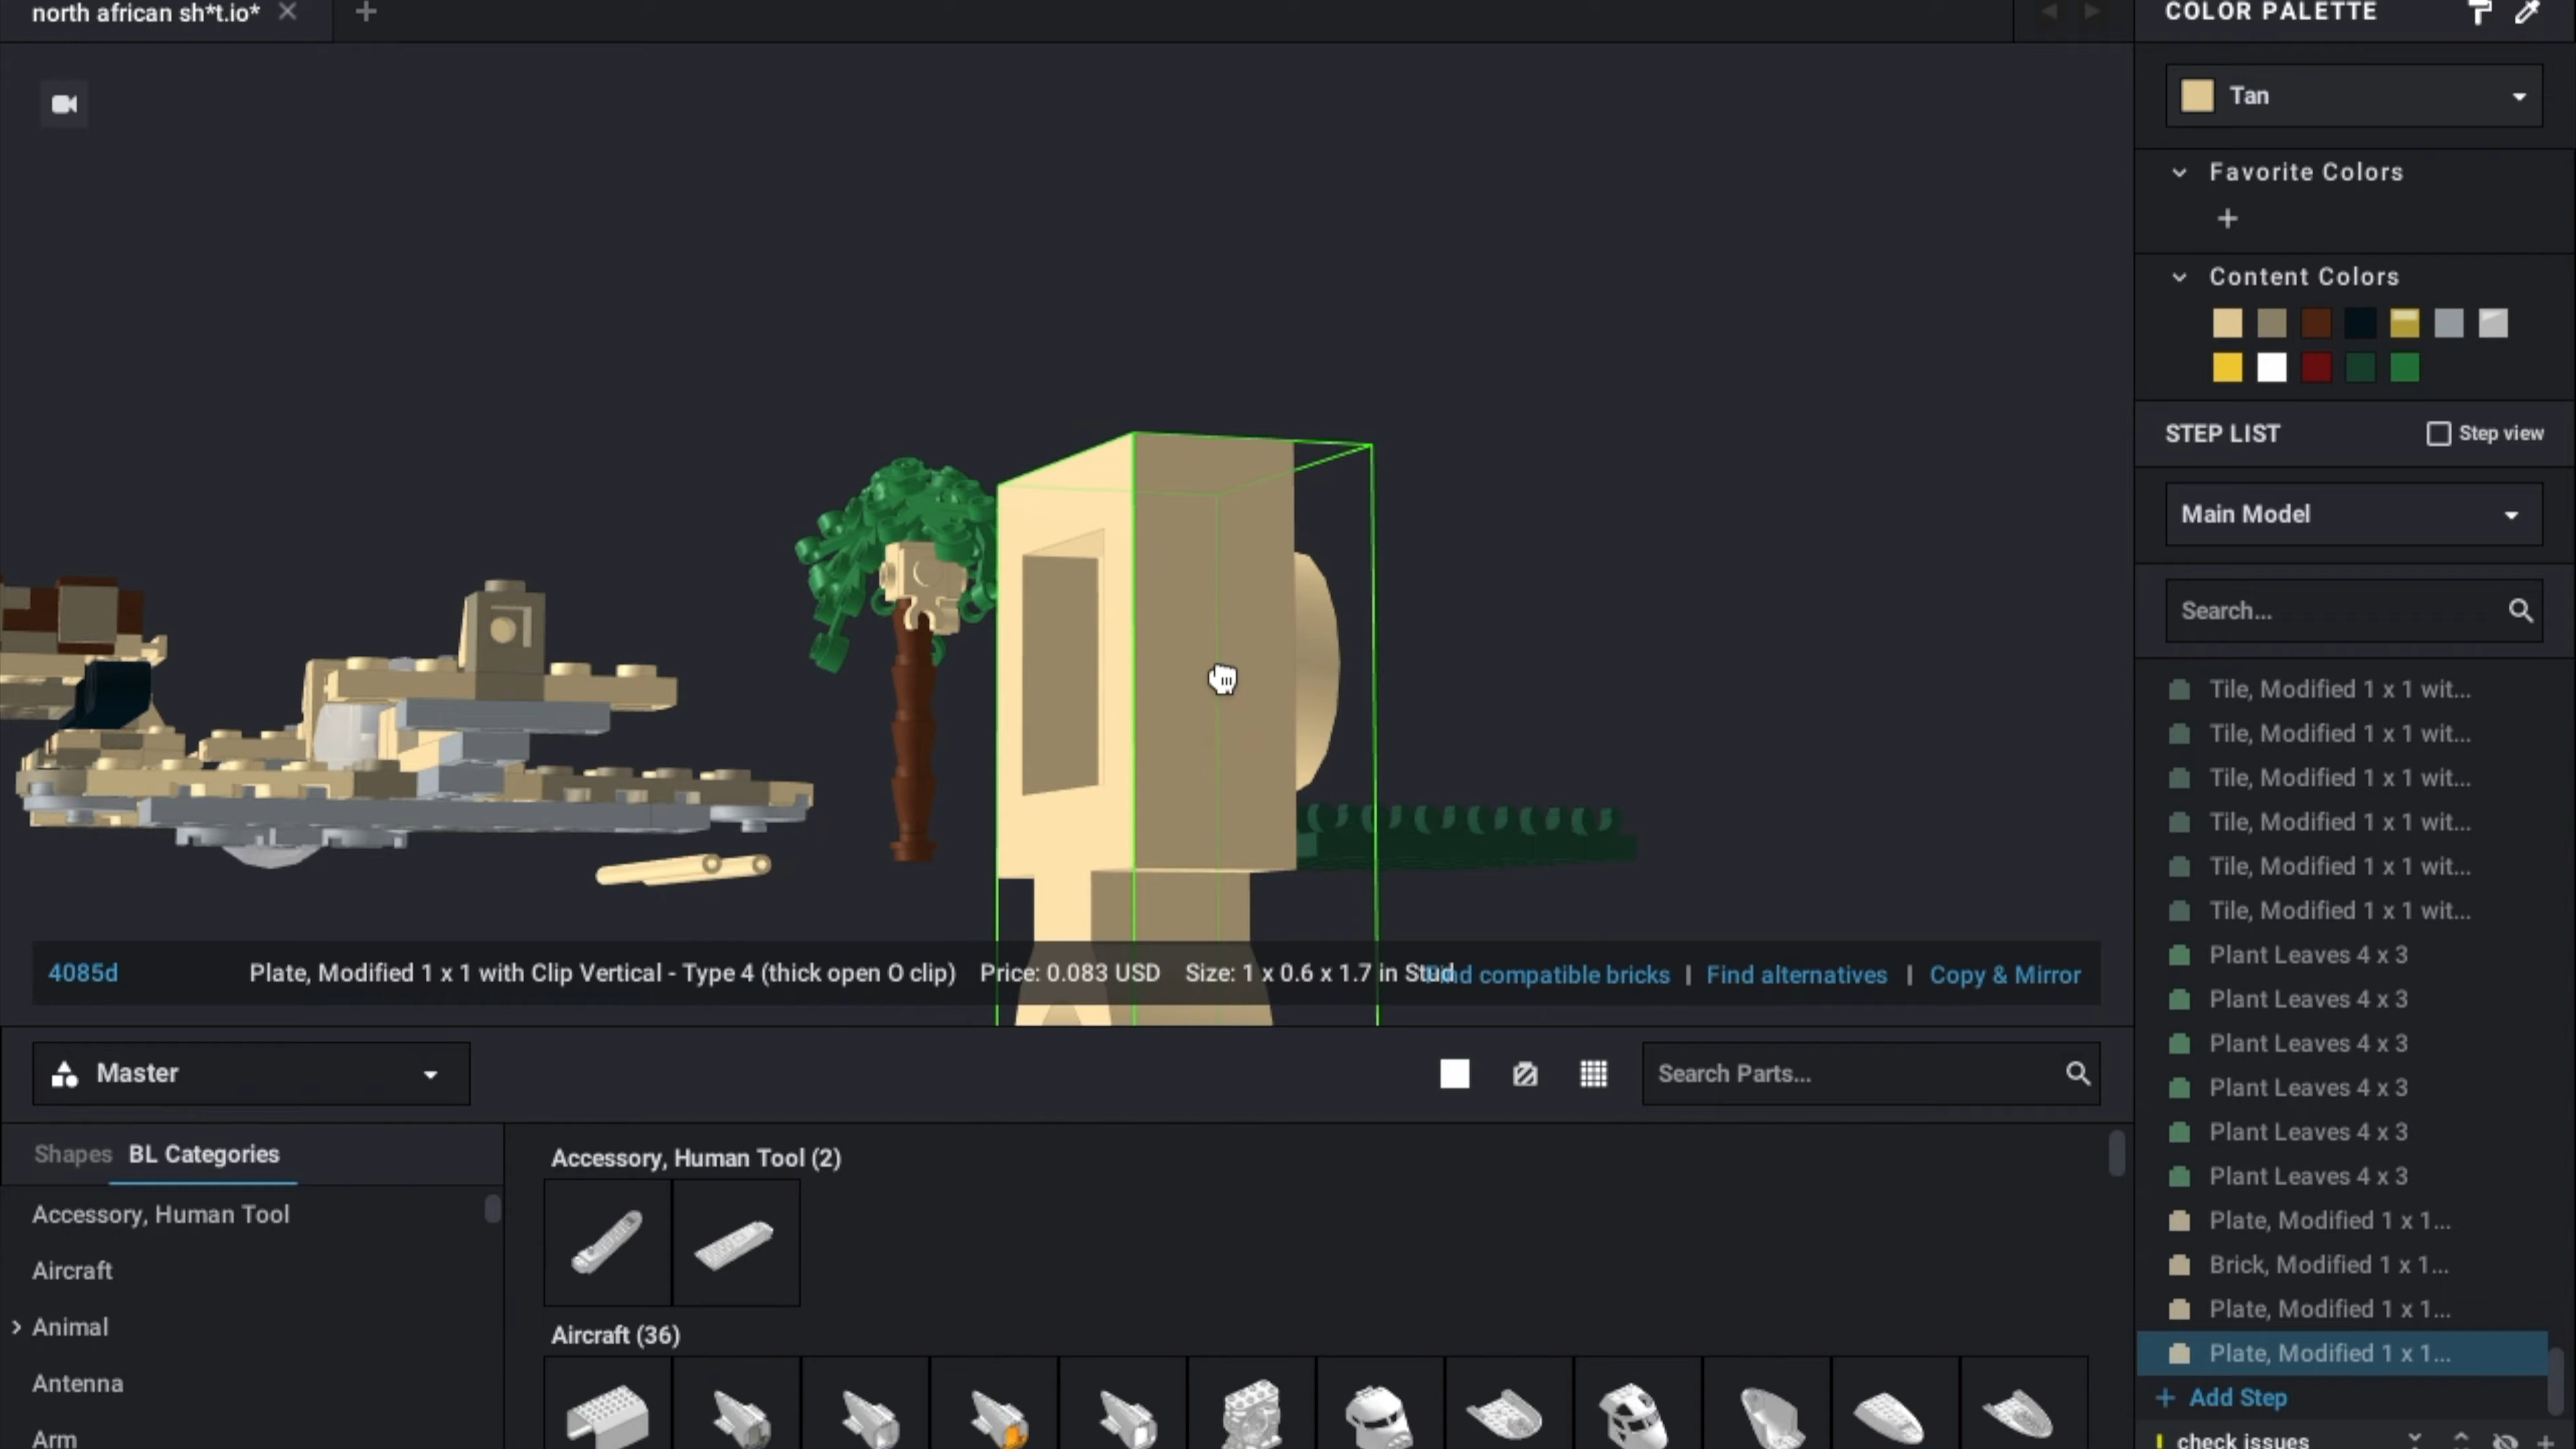 north african sh*t.io*
COLOR PALETTE
Tan
Favorite Colors
Content Colors
STEP LIST
Step view
Main Model
Search...
Tile, Modified 1 x 1 wit...
Tile, Modified 1 x 1 wit...
Tile, Modified 1 x 1 wit...
Tile, Modified 1 x 1 wit...
Tile, Modified 1 x 1 wit...
Tile, Modified 1 x 1 wit...
Plant Leaves 4 x 3
Plant Leaves 4 x 3
Plant Leaves 4 x 3
Plant Leaves 4 x 3
Plant Leaves 4 x 3
Plant Leaves 4 x 3
Plate, Modified 1 x 1...
Brick, Modified 1 x 1...
Plate, Modified 1 x 1...
Plate, Modified 1 x 1...
+ Add Step
check issues
4085d Plate, Modified 1 x 1 with Clip Vertical - Type 4 (thick open O clip) Price: 0.083 USD Size: 1 x 0.6 x 1.7 in Stud Find compatible bricks | Find alternatives | Copy & Mirror
Master
Search Parts...
Shapes BL Categories
Accessory, Human Tool
Aircraft
Animal
Antenna
Arm
Accessory, Human Tool (2)
Aircraft (36)